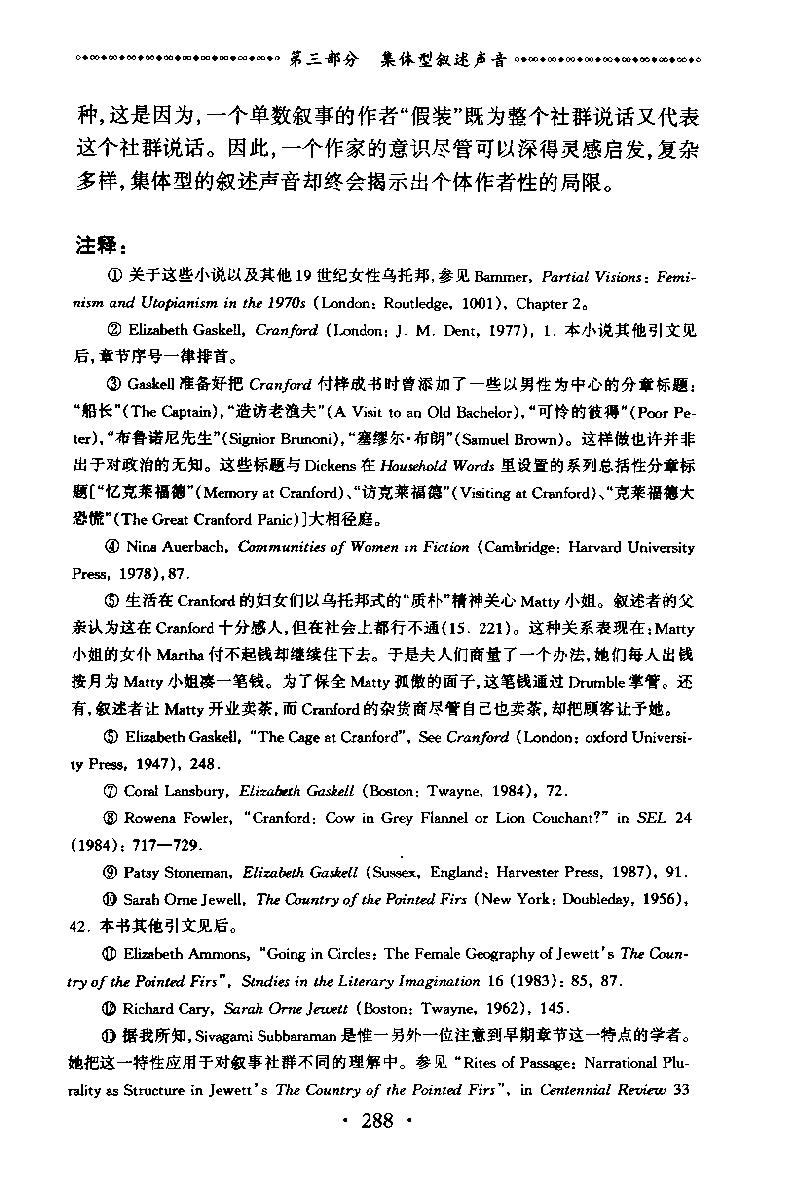 第三部分 集体型叙述声音
种,这是因为,一个单数叙事的作者“假装”既为整个社群说话又代表
这个社群说话。因此,一个作家的意识尽管可以深得灵感启发,复杂
多样,集体型的叙述声音却终会揭示出个体作者性的局限。
注释:
① 关于这些小说以及其他19世纪女性乌托邦,参见 Bammer, Partial Visions: Femi-
nism and Utopianism in the 1970s (London: Routledge, 1001), Chapter 2。
② Elizabeth Gaskell, Cranford (London: J. M. Dent, 1977), 1. 本小说其他引文见
后,章节序号一律排首。
③ Gaskell 准备好把 Cranford 付梓成书时曾添加了一些以男性为中心的分章标题:
“船长”(The Captain),“造访老渔夫”(A Visit to an Old Bachelor),“可怜的彼得”(Poor Pe-
ter),“布鲁诺尼先生”(Signior Brunoni),“塞缪尔·布朗”(Samuel Brown)。这样做也许并非
出于对政治的无知。这些标题与 Dickens 在 Household Words 里设置的系列总括性分章标
题[“忆克莱福德”(Memory at Cranford)、“访克莱福德”(Visiting at Cranford)、“克莱福德大
恐慌”(The Great Cranford Panic)]大相径庭。
④ Nina Auerbach, Communities of Women in Fiction (Cambridge: Harvard University
Press, 1978),87.
⑤ 生活在 Cranford 的妇女们以乌托邦式的“质朴”精神关心 Matty 小姐。叙述者的父
亲认为这在 Cranford 十分感人,但在社会上都行不通(15. 221)。这种关系表现在:Matty
小姐的女仆 Martha 付不起钱却继续住下去。于是夫人们商量了一个办法,她们每人出钱
按月为 Matty 小姐凑一笔钱。为了保全 Matty 孤傲的面子,这笔钱通过 Drumble 掌管。还
有,叙述者让 Matty 开业卖茶,而 Cranford 的杂货商尽管自己也卖茶,却把顾客让予她。
⑤ Elizabeth Gaskell, “The Cage at Cranford”, See Cranford (London: oxford Universi-
ty Press, 1947), 248.
⑦ Coral Lansbury, Elizabeth Gaskell (Boston: Twayne, 1984), 72.
⑧ Rowena Fowler, “Cranford: Cow in Grey Flannel or Lion Couchant?” in SEL 24
(1984): 717—729.
⑨ Patsy Stoneman, Elizabeth Gaskell (Sussex, England: Harvester Press, 1987), 91.
⑩ Sarah Orne Jewell, The Country of the Pointed Firs (New York: Doubleday, 1956),
42. 本书其他引文见后。
⑪ Elizabeth Ammons, “Going in Circles: The Female Geography of Jewett's The Coun-
try of the Pointed Firs”, Stndies in the Literary Imagination 16 (1983): 85, 87.
⑫ Richard Cary, Sarah Orne Jewett (Boston: Twayne, 1962), 145.
⑬ 据我所知,Sivagami Subbaraman 是惟一另外一位注意到早期章节这一特点的学者。
她把这一特性应用于对叙事社群不同的理解中。参见 “Rites of Passage: Narrational Plu-
rality as Structure in Jewett's The Country of the Pointed Firs”, in Centennial Review 33
· 288 ·